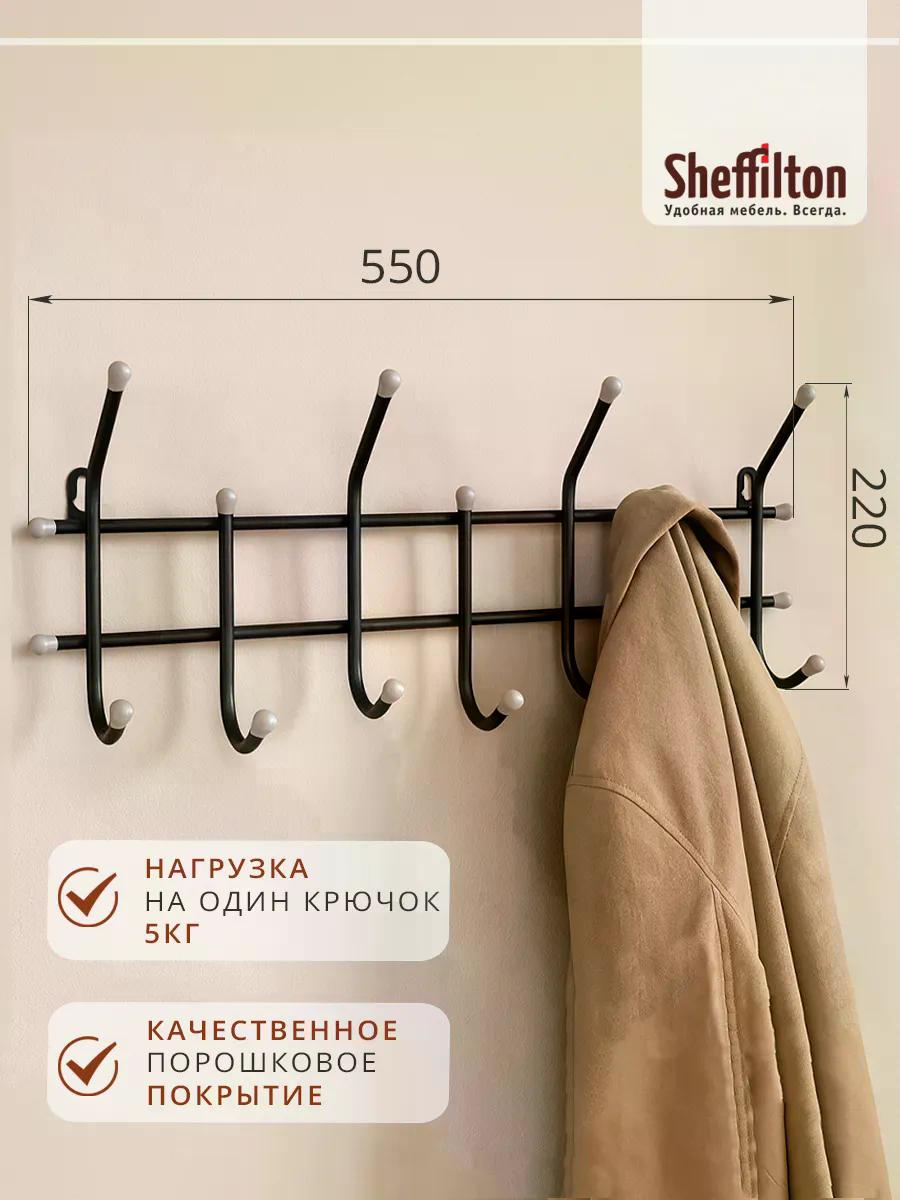 Sheffilton
Удобная мебель. Всегда.
550
220
НАГРУЗКА
НА ОДИН КРЮЧОК
5КГ
КАЧЕСТВЕННОЕ
ПОРОШКОВОЕ
ПОКРЫТИЕ